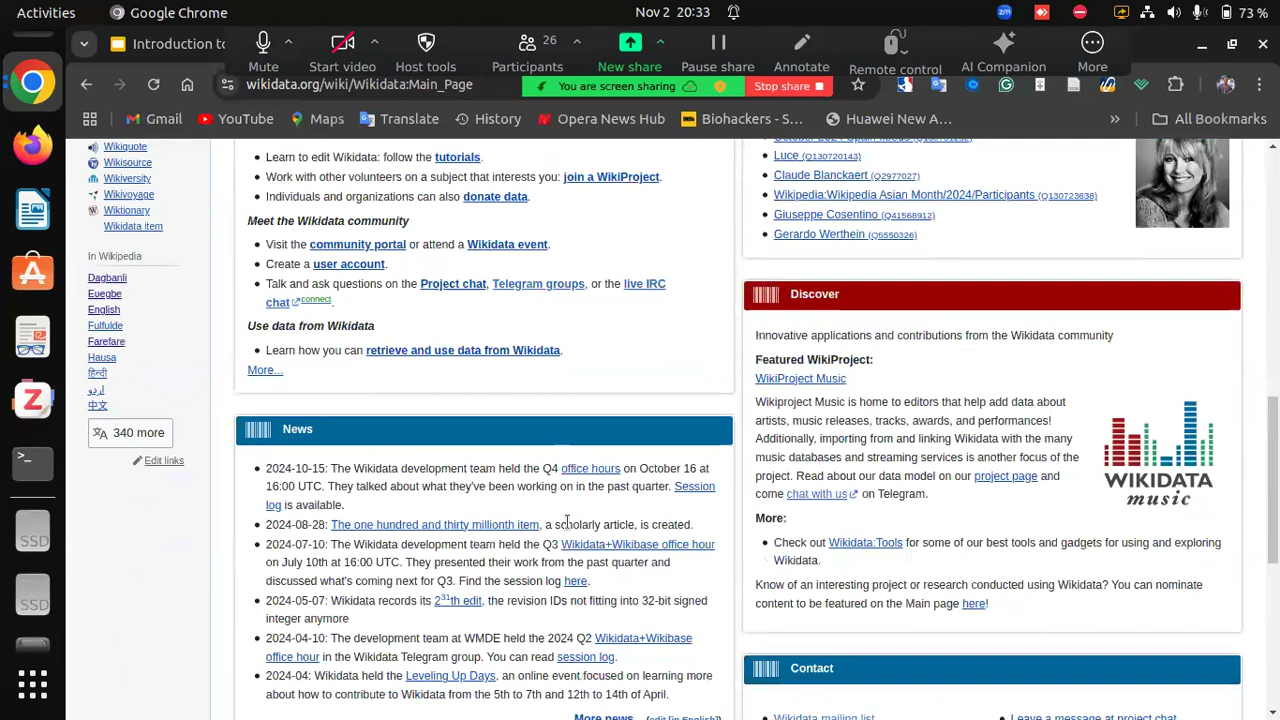 Activities
Google Chrome
Nov 2 20:33
zm
73 %
Introduction to
Mute
Start video
Host tools
26
Participants
New share
Pause share
Annotate
Remote control
AI Companion
More
wikidata.org/wiki/Wikidata:Main_Page
You are screen sharing
Stop share
Gmail
YouTube
Maps
Translate
History
Opera News Hub
Biohackers - S...
Huawei New A...
»
All Bookmarks
Wikiquote
Wikisource
Wikiversity
Wikivoyage
Wiktionary
Wikidata item
In Wikipedia
Dagbanli
Eʋegbe
English
Fulfulde
Farefare
Hausa
हिन्दी
اردو
中文
340 more
Edit links
Learn to edit Wikidata: follow the tutorials.
Work with other volunteers on a subject that interests you: join a WikiProject.
Individuals and organizations can also donate data.
Meet the Wikidata community
Visit the community portal or attend a Wikidata event.
Create a user account.
Talk and ask questions on the Project chat, Telegram groups, or the live IRC
chat connect.
Use data from Wikidata
Learn how you can retrieve and use data from Wikidata.
More...
News
2024-10-15: The Wikidata development team held the Q4 office hours on October 16 at
16:00 UTC. They talked about what they've been working on in the past quarter. Session
log is available.
2024-08-28: The one hundred and thirty millionth item, a scholarly article, is created.
2024-07-10: The Wikidata development team held the Q3 Wikidata+Wikibase office hour
on July 10th at 16:00 UTC. They presented their work from the past quarter and
discussed what's coming next for Q3. Find the session log here.
2024-05-07: Wikidata records its 2^31th edit, the revision IDs not fitting into 32-bit signed
integer anymore
2024-04-10: The development team at WMDE held the 2024 Q2 Wikidata+Wikibase
office hour in the Wikidata Telegram group. You can read session log.
2024-04: Wikidata held the Leveling Up Days, an online event focused on learning more
about how to contribute to Wikidata from the 5th to 7th and 12th to 14th of April.
More news (edit [in English])
Luce (Q130720143)
Claude Blanckaert (Q2977027)
Wikipedia:Wikipedia Asian Month/2024/Participants (Q130723638)
Giuseppe Cosentino (Q41568912)
Gerardo Werthein (Q5550326)
Discover
Innovative applications and contributions from the Wikidata community
Featured WikiProject:
WikiProject Music
Wikiproject Music is home to editors that help add data about
artists, music releases, tracks, awards, and performances!
Additionally, importing from and linking Wikidata with the many
music databases and streaming services is another focus of the
project. Read about our data model on our project page and
come chat with us on Telegram.
WIKIDATA
music
More:
Check out Wikidata:Tools for some of our best tools and gadgets for using and exploring
Wikidata.
Know of an interesting project or research conducted using Wikidata? You can nominate
content to be featured on the Main page here!
Contact
Wikidata mailing list
Leave a message at project chat
Z
>_
SSD
SSD